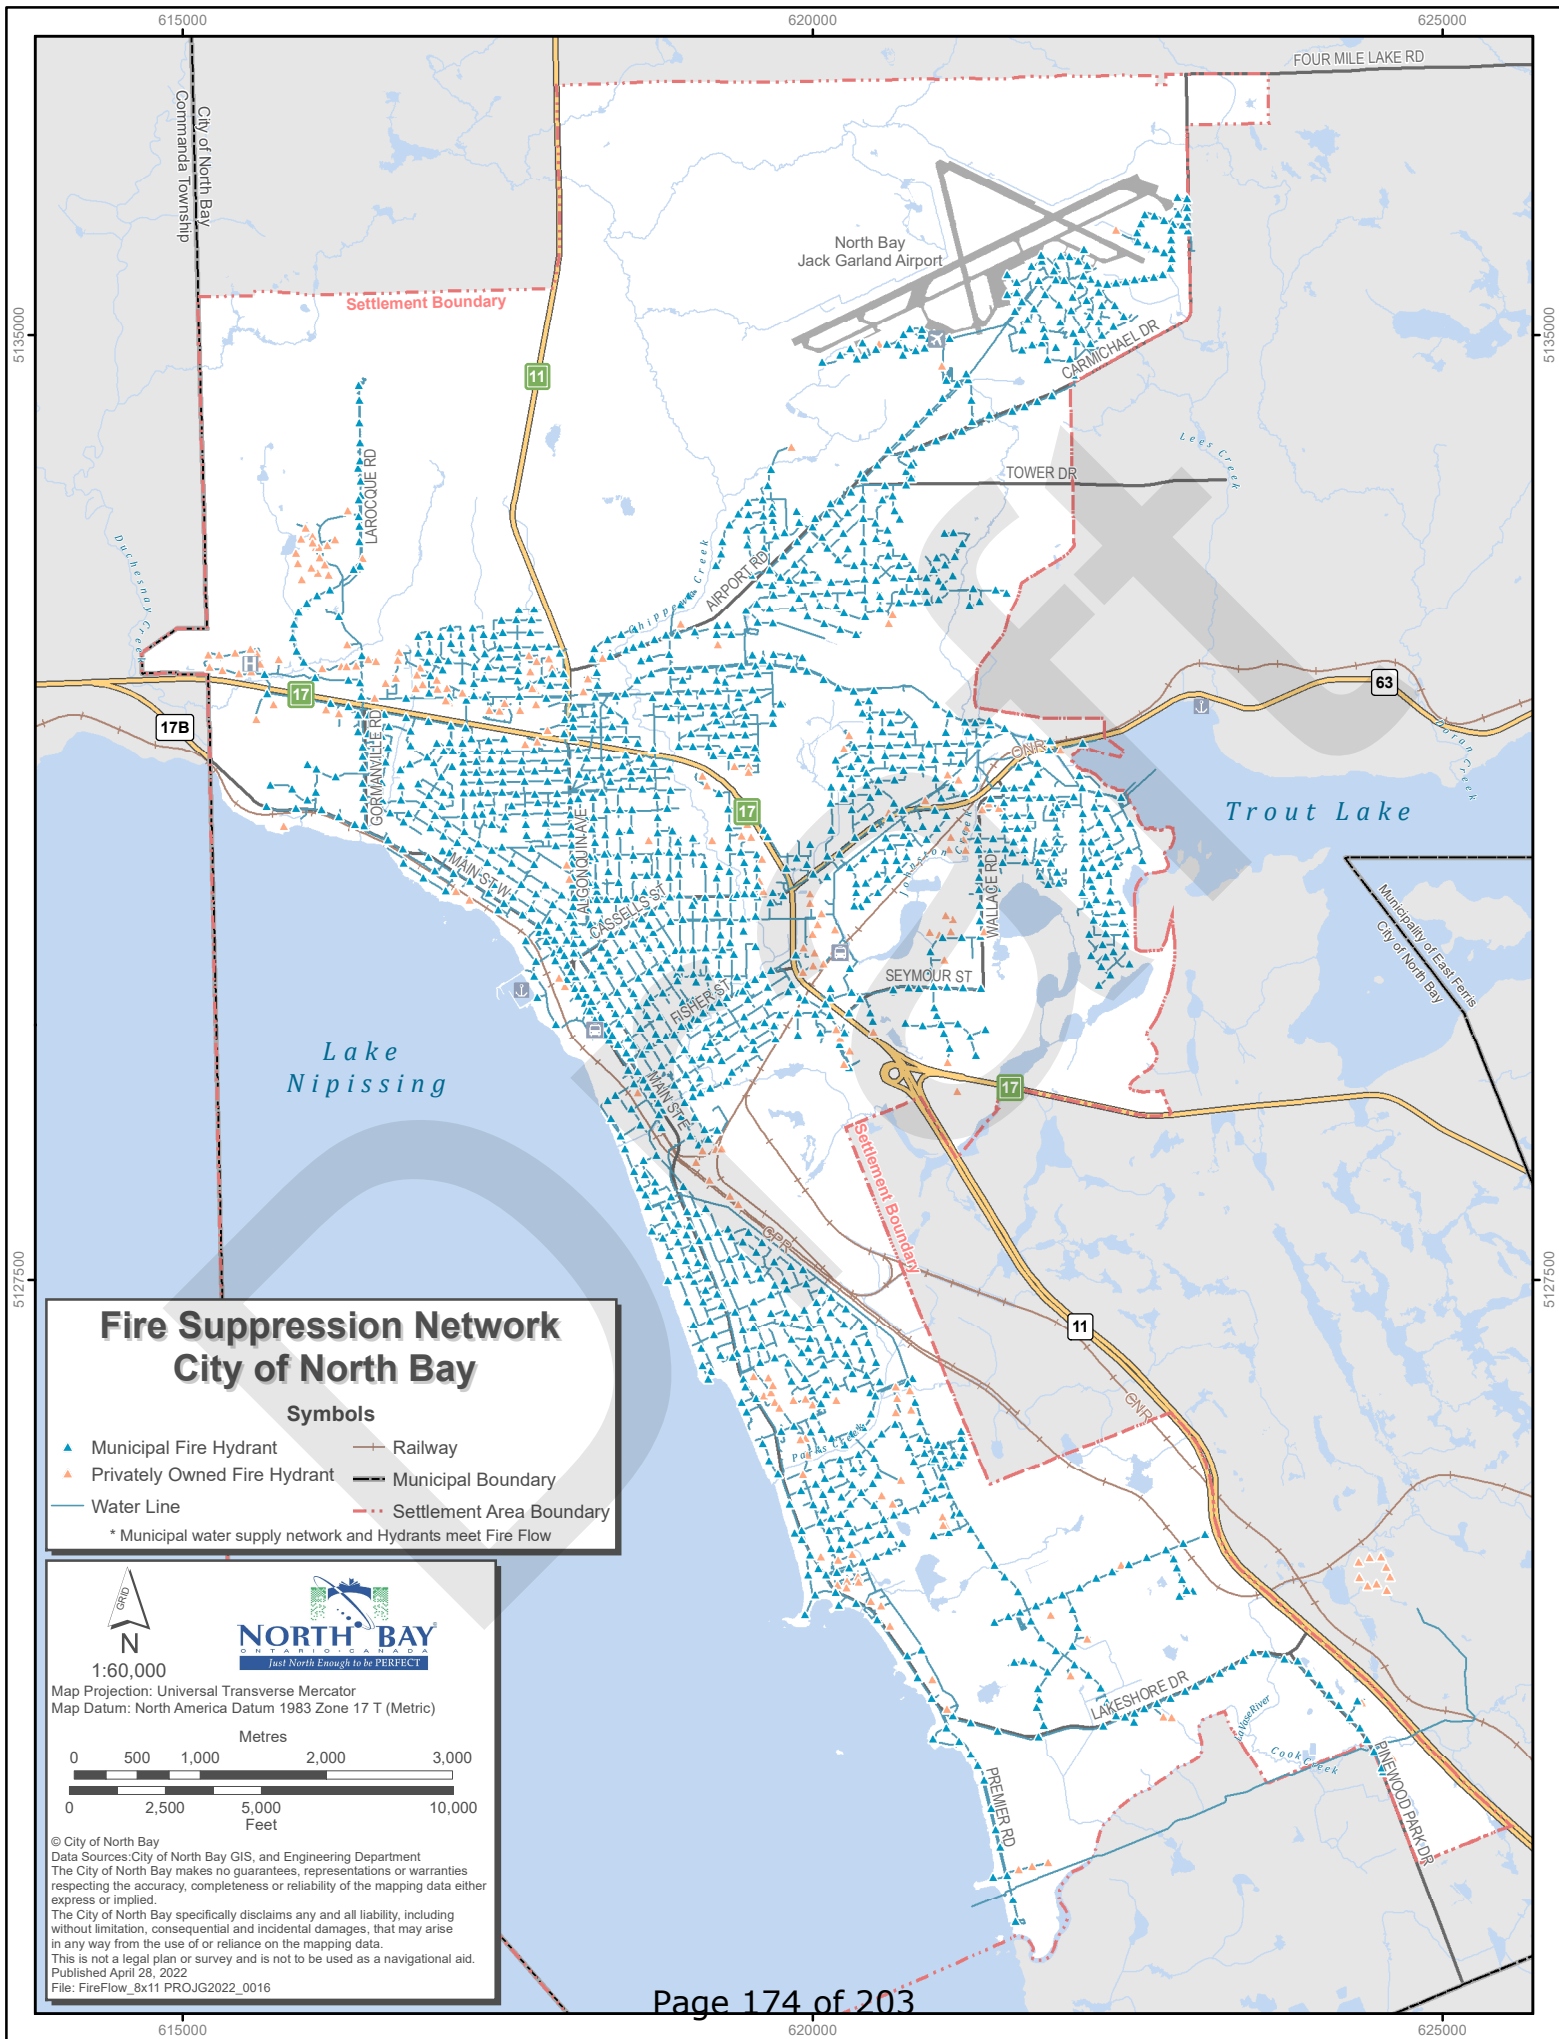 615000
620000
625000
FOUR MILE LAKE RD
City of North Bay
Commanda Township
North Bay
Jack Garland Airport
Settlement Boundary
5135000
5135000
CARMICHAEL DR
11
Lees Creek
LAROCQUE RD
TOWER DR
Duchesnay Creek
Chippewa Creek
AIRPORT RD
H
17
63
17B
GORMANVILLE RD
ONR
Doran Creek
Trout Lake
17
ALGONQUIN AVE
MAIN ST W
Johnston Creek
WALLACE RD
CASSELLS ST
Municipality of East Ferris
City of North Bay
SEYMOUR ST
FISHER ST
Lake
Nipissing
MAIN ST E
17
Settlement Boundary
CPR
5127500
5127500
11
CNR
Parks Creek
Fire Suppression Network
City of North Bay
Symbols
Municipal Fire Hydrant
Railway
Privately Owned Fire Hydrant
Municipal Boundary
Water Line
Settlement Area Boundary
* Municipal water supply network and Hydrants meet Fire Flow
GRID
N
1:60,000
NORTH BAY
ONTARIO • CANADA
Just North Enough to be PERFECT
Map Projection: Universal Transverse Mercator
Map Datum: North America Datum 1983 Zone 17 T (Metric)
Metres
0 500 1,000 2,000 3,000
0 2,500 5,000 10,000
Feet
LAKESHORE DR
LaVase River
Cook Creek
PINEWOOD PARK DR
PREMIER RD
© City of North Bay
Data Sources:City of North Bay GIS, and Engineering Department
The City of North Bay makes no guarantees, representations or warranties
respecting the accuracy, completeness or reliability of the mapping data either
express or implied.
The City of North Bay specifically disclaims any and all liability, including
without limitation, consequential and incidental damages, that may arise
in any way from the use of or reliance on the mapping data.
This is not a legal plan or survey and is not to be used as a navigational aid.
Published April 28, 2022
File: FireFlow_8x11 PROJG2022_0016
Draft
Page 174 of 203
615000
620000
625000